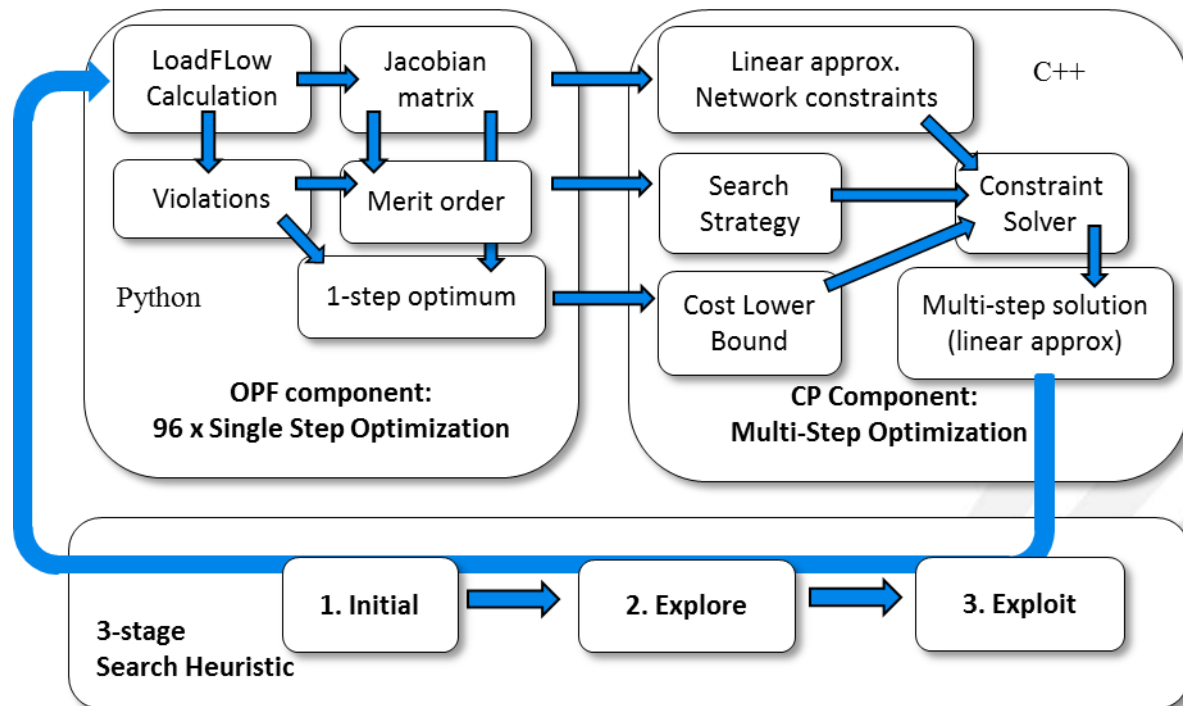 LoadFLow
Calculation
Jacobian
matrix
Violations
Merit order
Python
1-step optimum
OPF component:
96 x Single Step Optimization
Linear approx.
Network constraints
C++
Search
Strategy
Constraint
Solver
Cost Lower
Bound
Multi-step solution
(linear approx)
CP Component:
Multi-Step Optimization
1. Initial
2. Explore
3. Exploit
3-stage
Search Heuristic